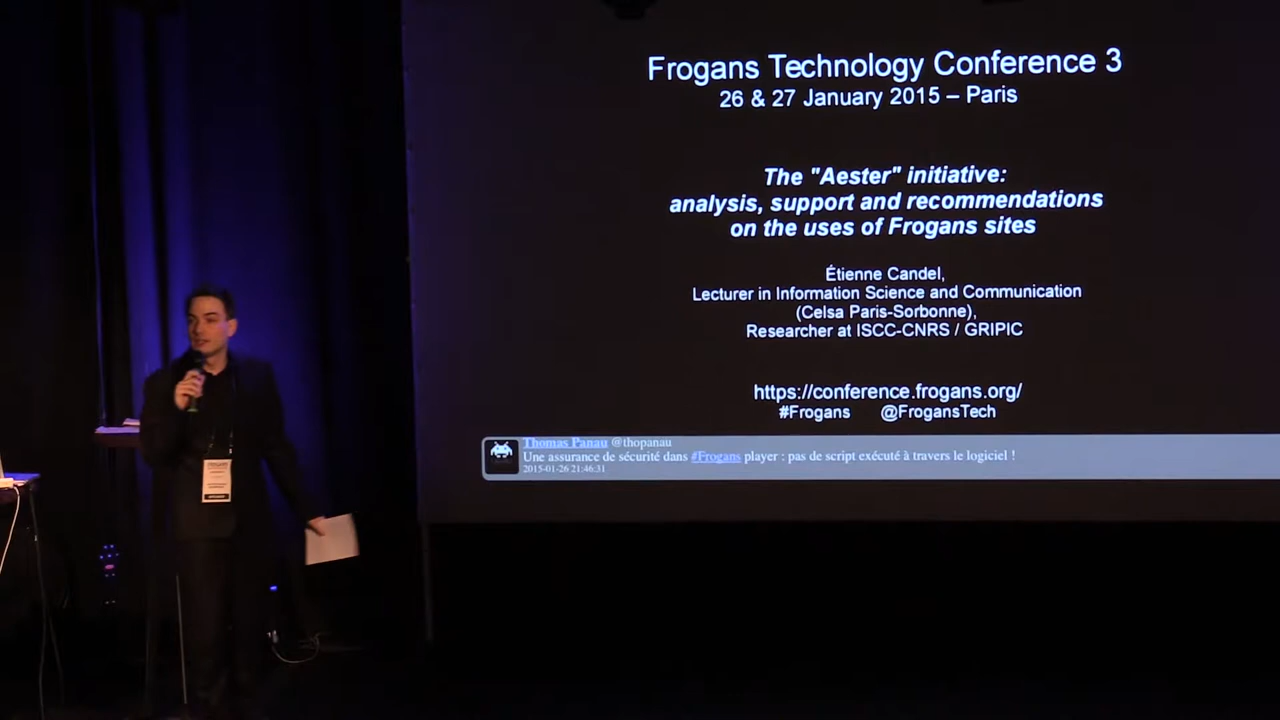 Frogans Technology Conference 3
26 & 27 January 2015 – Paris
The "Aester" initiative:
analysis, support and recommendations
on the uses of Frogans sites
Étienne Candel,
Lecturer in Information Science and Communication
(Celsa Paris-Sorbonne),
Researcher at ISCC-CNRS / GRIPIC
https://conference.frogans.org/
#Frogans @FrogansTech
Thomas Panau @thopanau
Une assurance de sécurité dans #Frogans player : pas de script exécuté à travers le logiciel !
2015-01-26 21:46:31